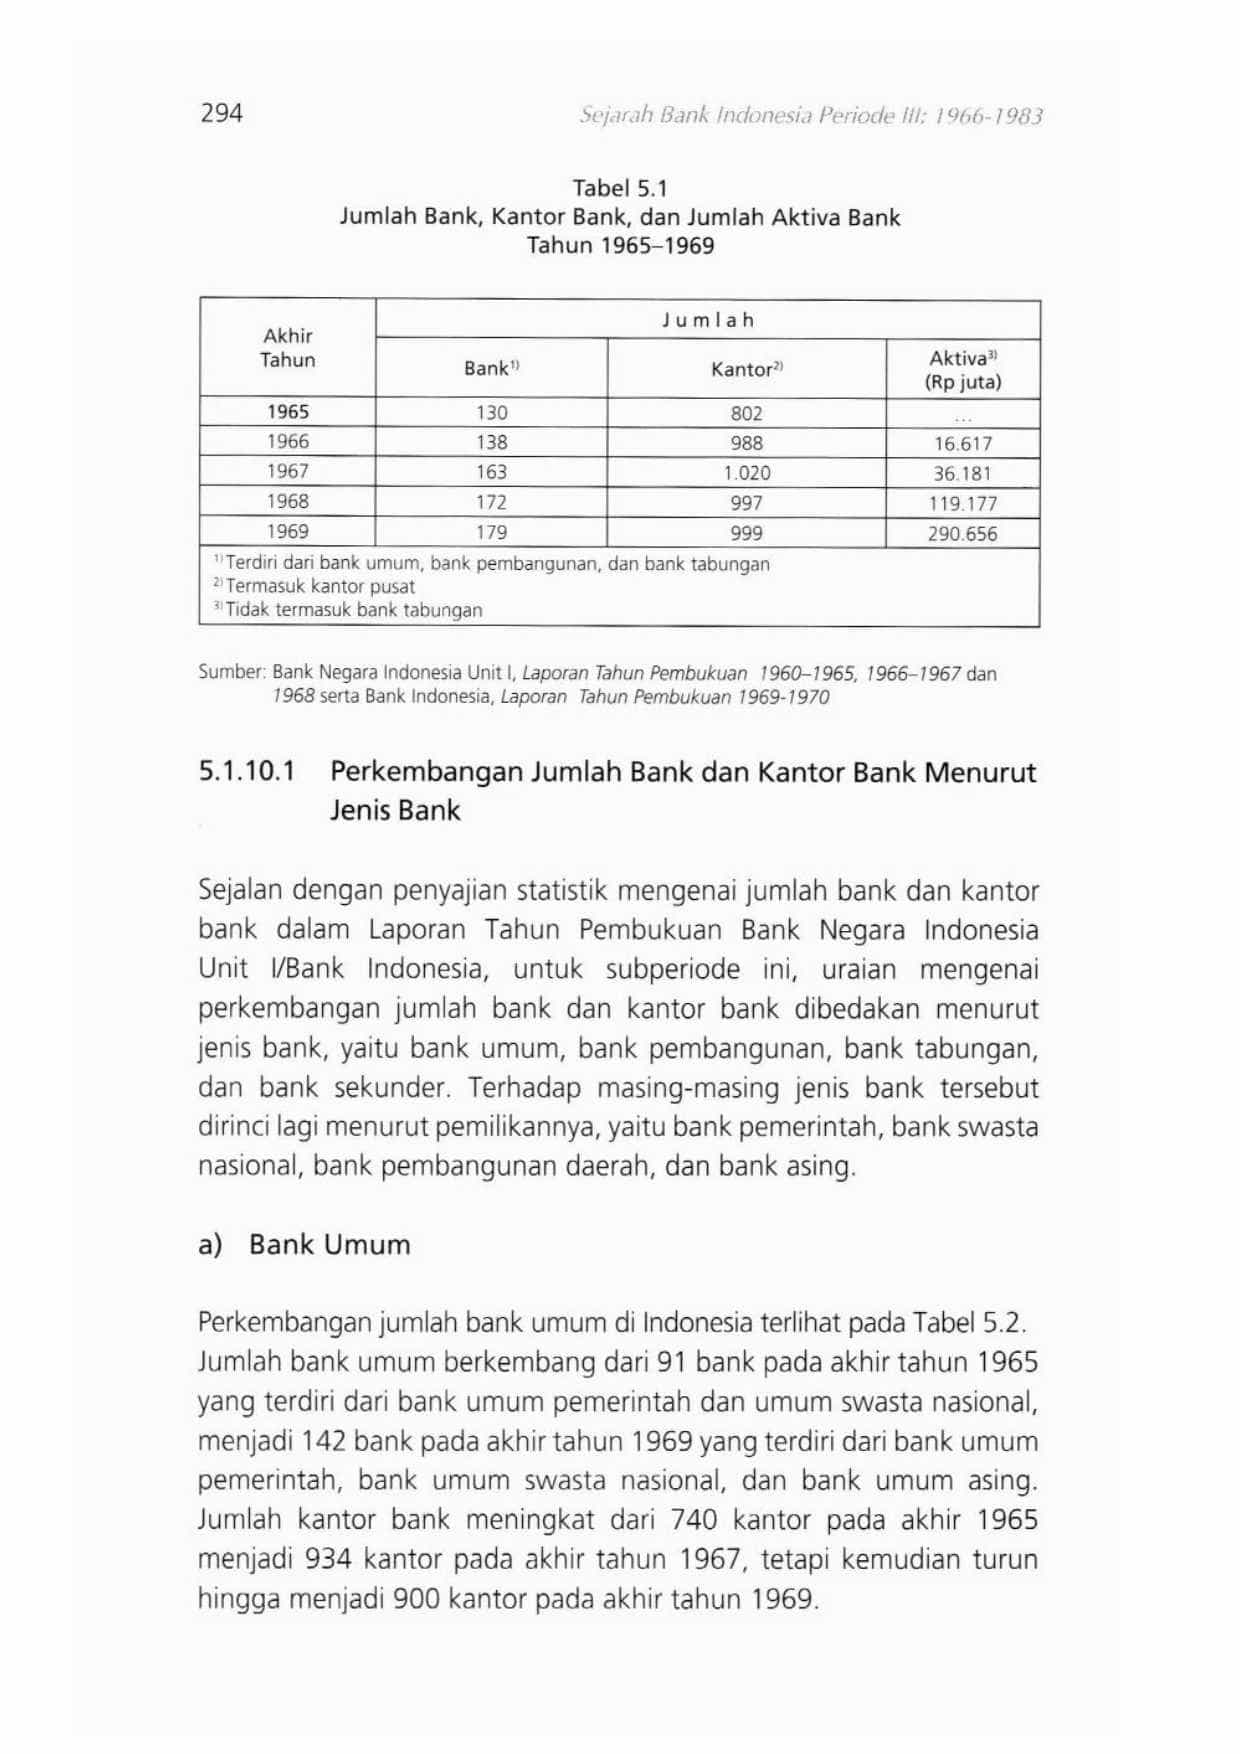 294 Sejarah Bank Indonesia Periode III: 1966-1983
Tabel 5.1
Jumlah Bank, Kantor Bank, dan Jumlah Aktiva Bank
Tahun 1965–1969
Akhir Tahun Jumlah
Bank¹⁾ Kantor²⁾ Aktiva³⁾ (Rp juta)
1965 130 802 ...
1966 138 988 16.617
1967 163 1.020 36.181
1968 172 997 119.177
1969 179 999 290.656
¹⁾ Terdiri dari bank umum, bank pembangunan, dan bank tabungan
²⁾ Termasuk kantor pusat
³⁾ Tidak termasuk bank tabungan
Sumber: Bank Negara Indonesia Unit I, Laporan Tahun Pembukuan 1960–1965, 1966–1967 dan
1968 serta Bank Indonesia, Laporan Tahun Pembukuan 1969-1970
5.1.10.1 Perkembangan Jumlah Bank dan Kantor Bank Menurut
Jenis Bank
Sejalan dengan penyajian statistik mengenai jumlah bank dan kantor
bank dalam Laporan Tahun Pembukuan Bank Negara Indonesia
Unit I/Bank Indonesia, untuk subperiode ini, uraian mengenai
perkembangan jumlah bank dan kantor bank dibedakan menurut
jenis bank, yaitu bank umum, bank pembangunan, bank tabungan,
dan bank sekunder. Terhadap masing-masing jenis bank tersebut
dirinci lagi menurut pemilikannya, yaitu bank pemerintah, bank swasta
nasional, bank pembangunan daerah, dan bank asing.
a) Bank Umum
Perkembangan jumlah bank umum di Indonesia terlihat pada Tabel 5.2.
Jumlah bank umum berkembang dari 91 bank pada akhir tahun 1965
yang terdiri dari bank umum pemerintah dan umum swasta nasional,
menjadi 142 bank pada akhir tahun 1969 yang terdiri dari bank umum
pemerintah, bank umum swasta nasional, dan bank umum asing.
Jumlah kantor bank meningkat dari 740 kantor pada akhir 1965
menjadi 934 kantor pada akhir tahun 1967, tetapi kemudian turun
hingga menjadi 900 kantor pada akhir tahun 1969.